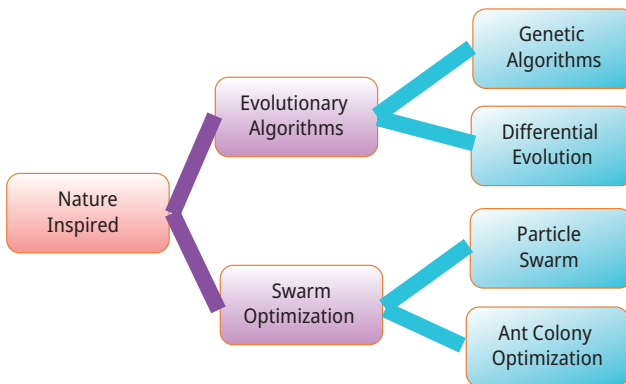 Nature
Inspired
Evolutionary
Algorithms
Swarm
Optimization
Genetic
Algorithms
Differential
Evolution
Particle
Swarm
Ant Colony
Optimization